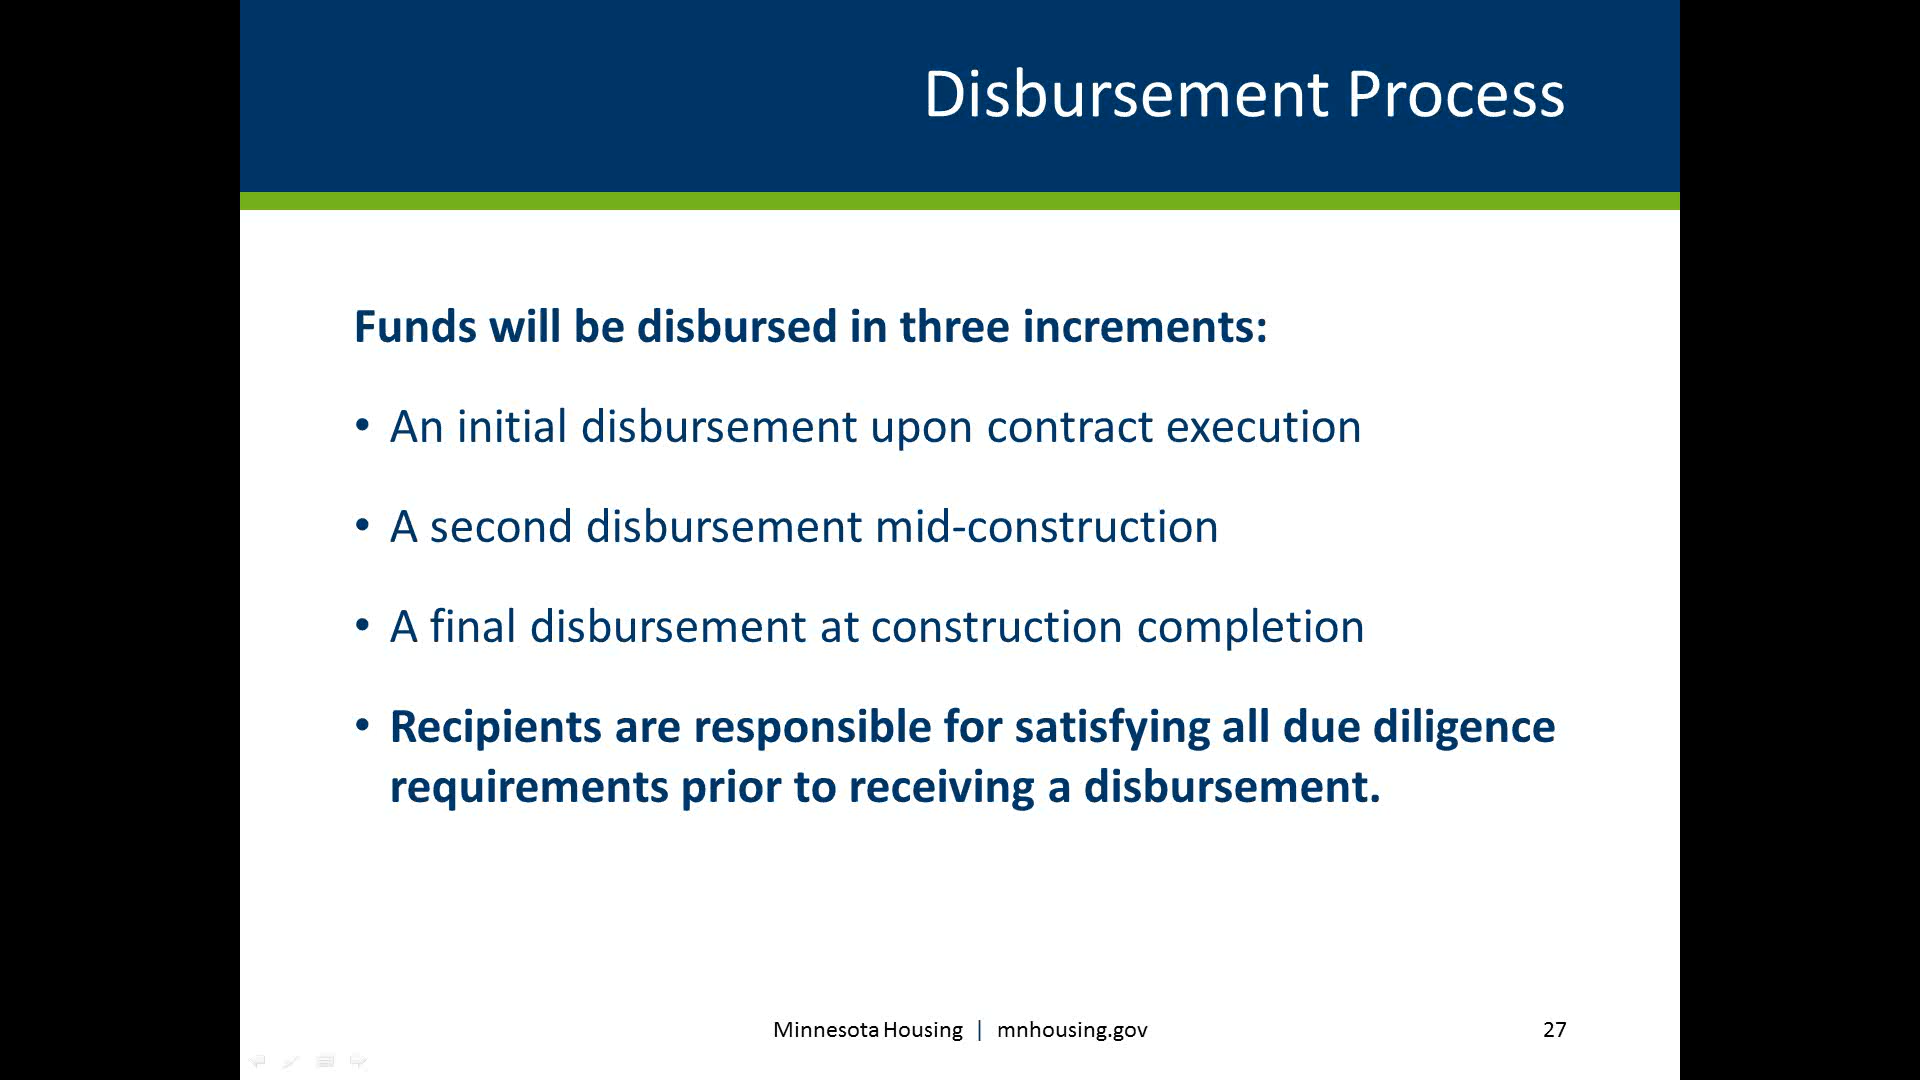 Disbursement Process
Funds will be disbursed in three increments:
• An initial disbursement upon contract execution
• A second disbursement mid-construction
• A final disbursement at construction completion
• Recipients are responsible for satisfying all due diligence
requirements prior to receiving a disbursement.
Minnesota Housing | mnhousing.gov
27